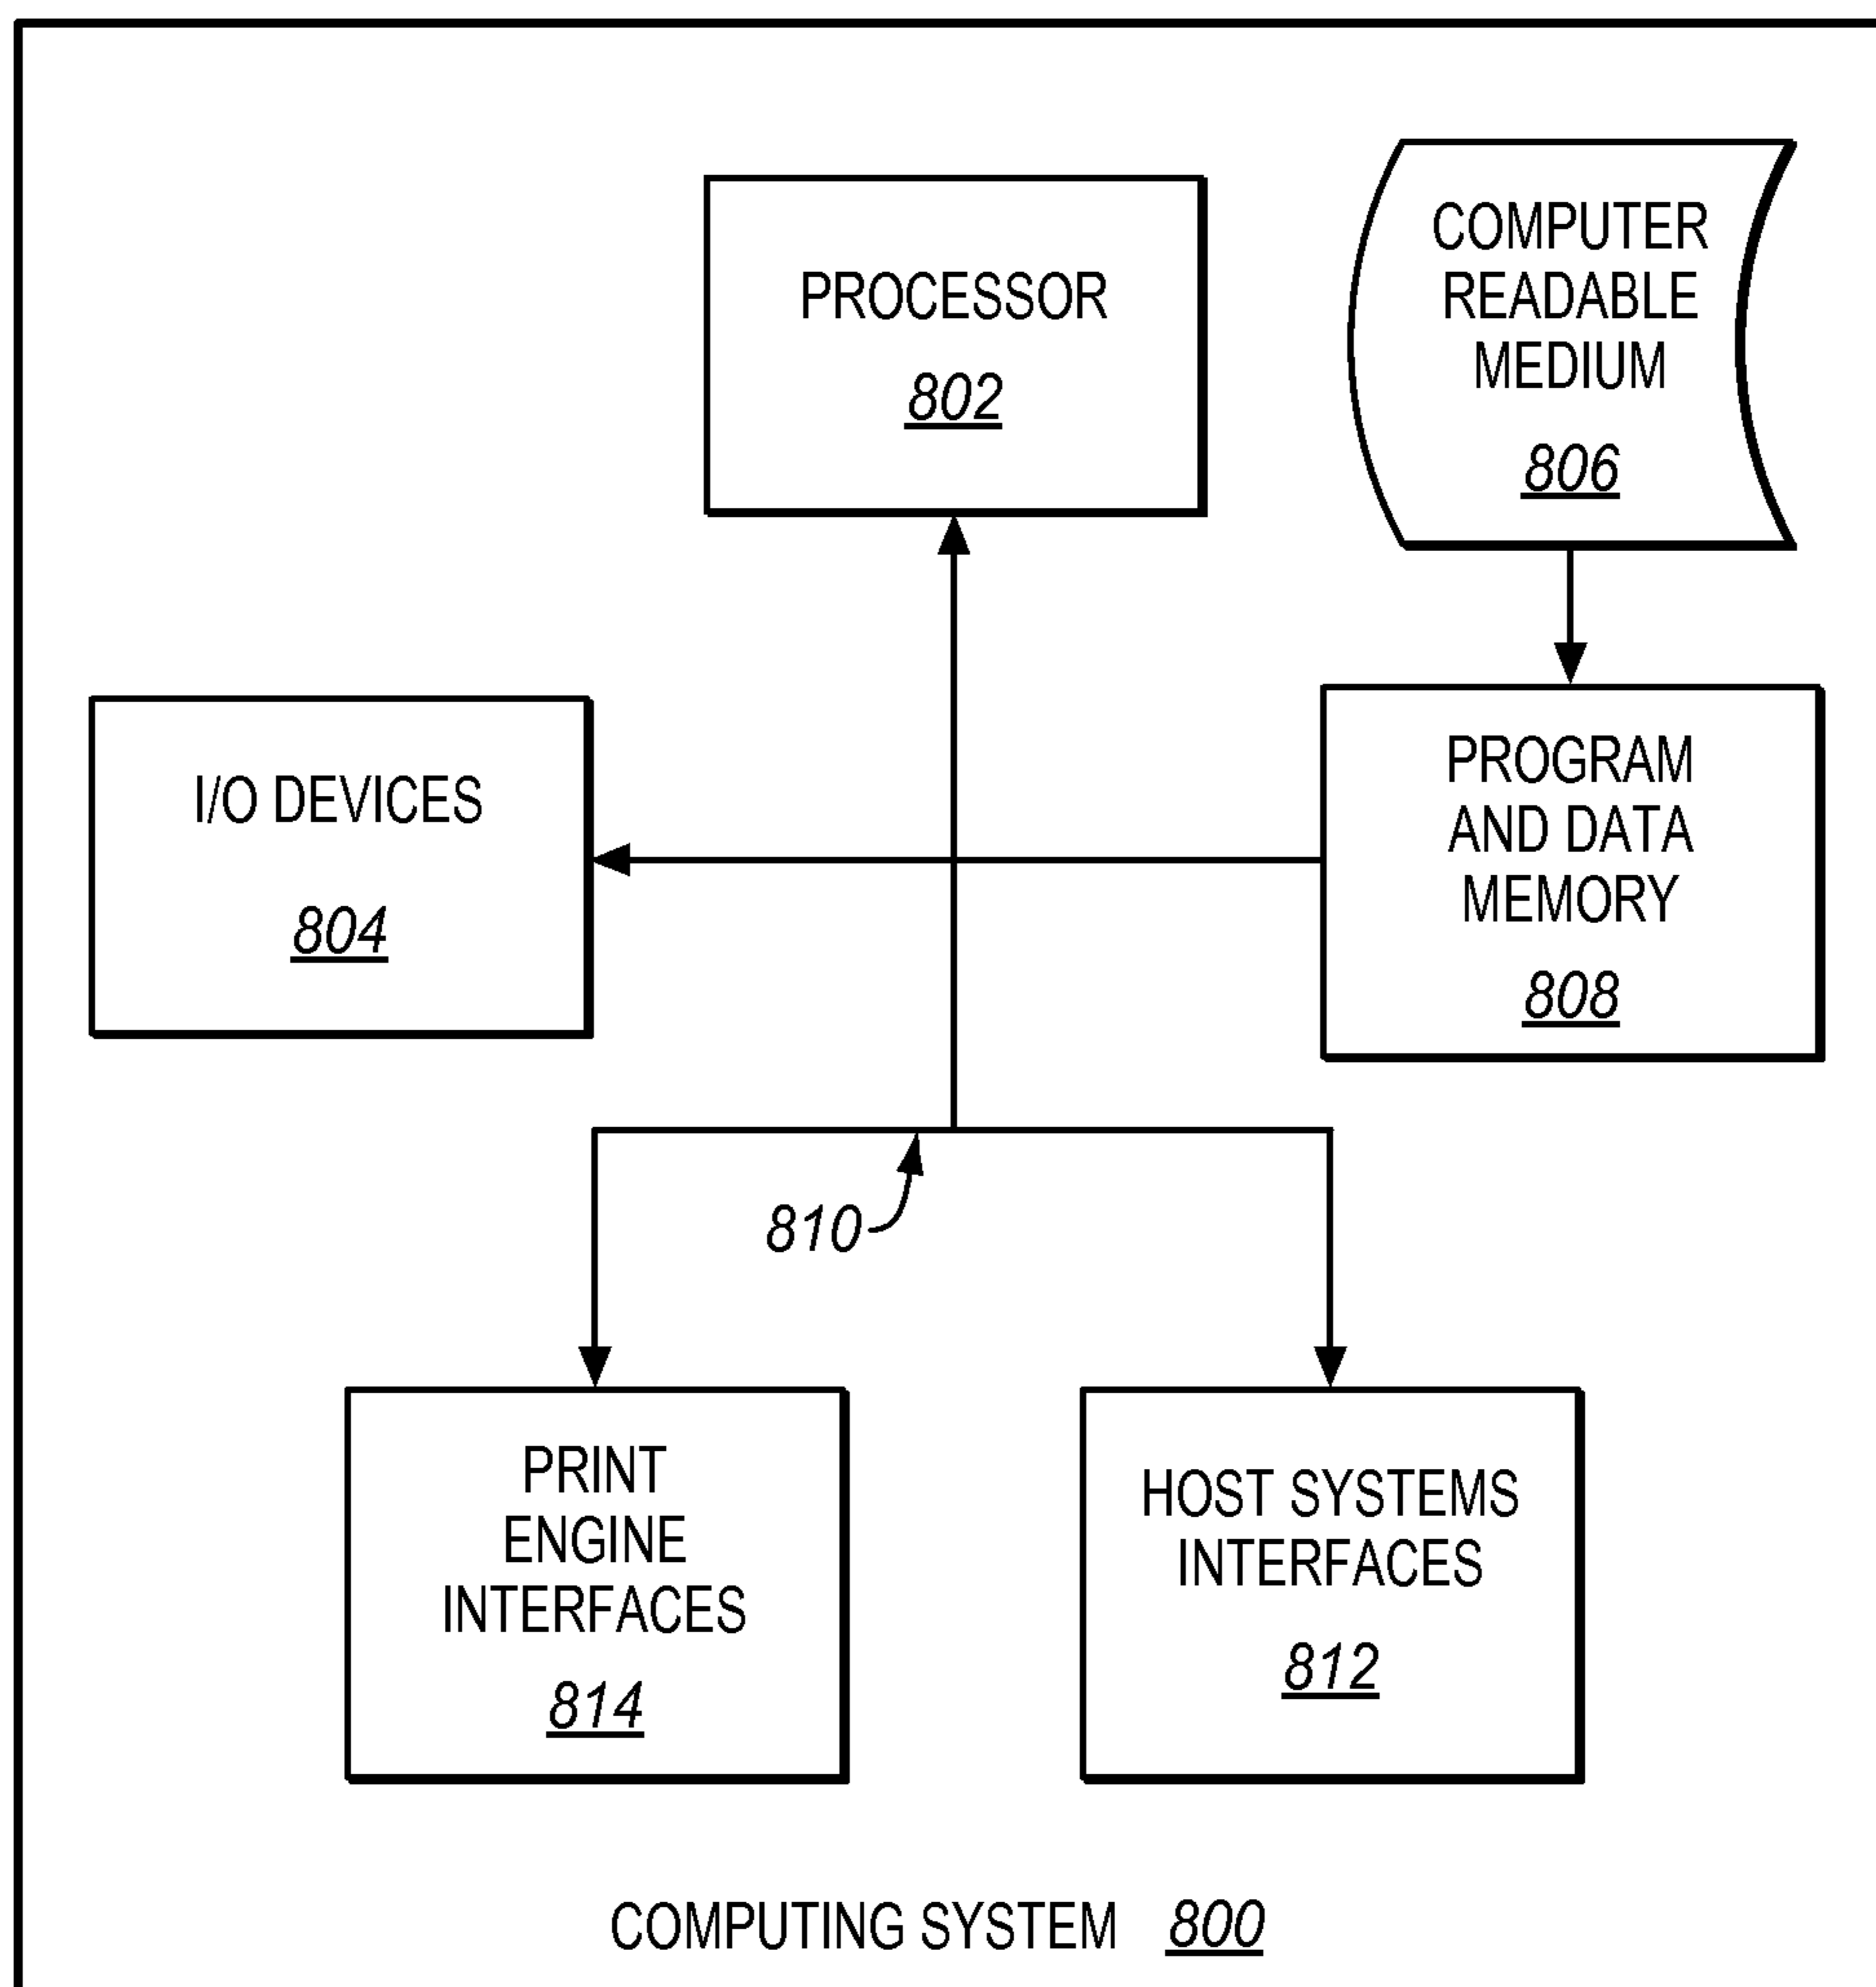 PROCESSOR
802
COMPUTER
READABLE
MEDIUM
806
I/O DEVICES
804
PROGRAM
AND DATA
MEMORY
808
810
PRINT
ENGINE
INTERFACES
814
HOST SYSTEMS
INTERFACES
812
COMPUTING SYSTEM 800